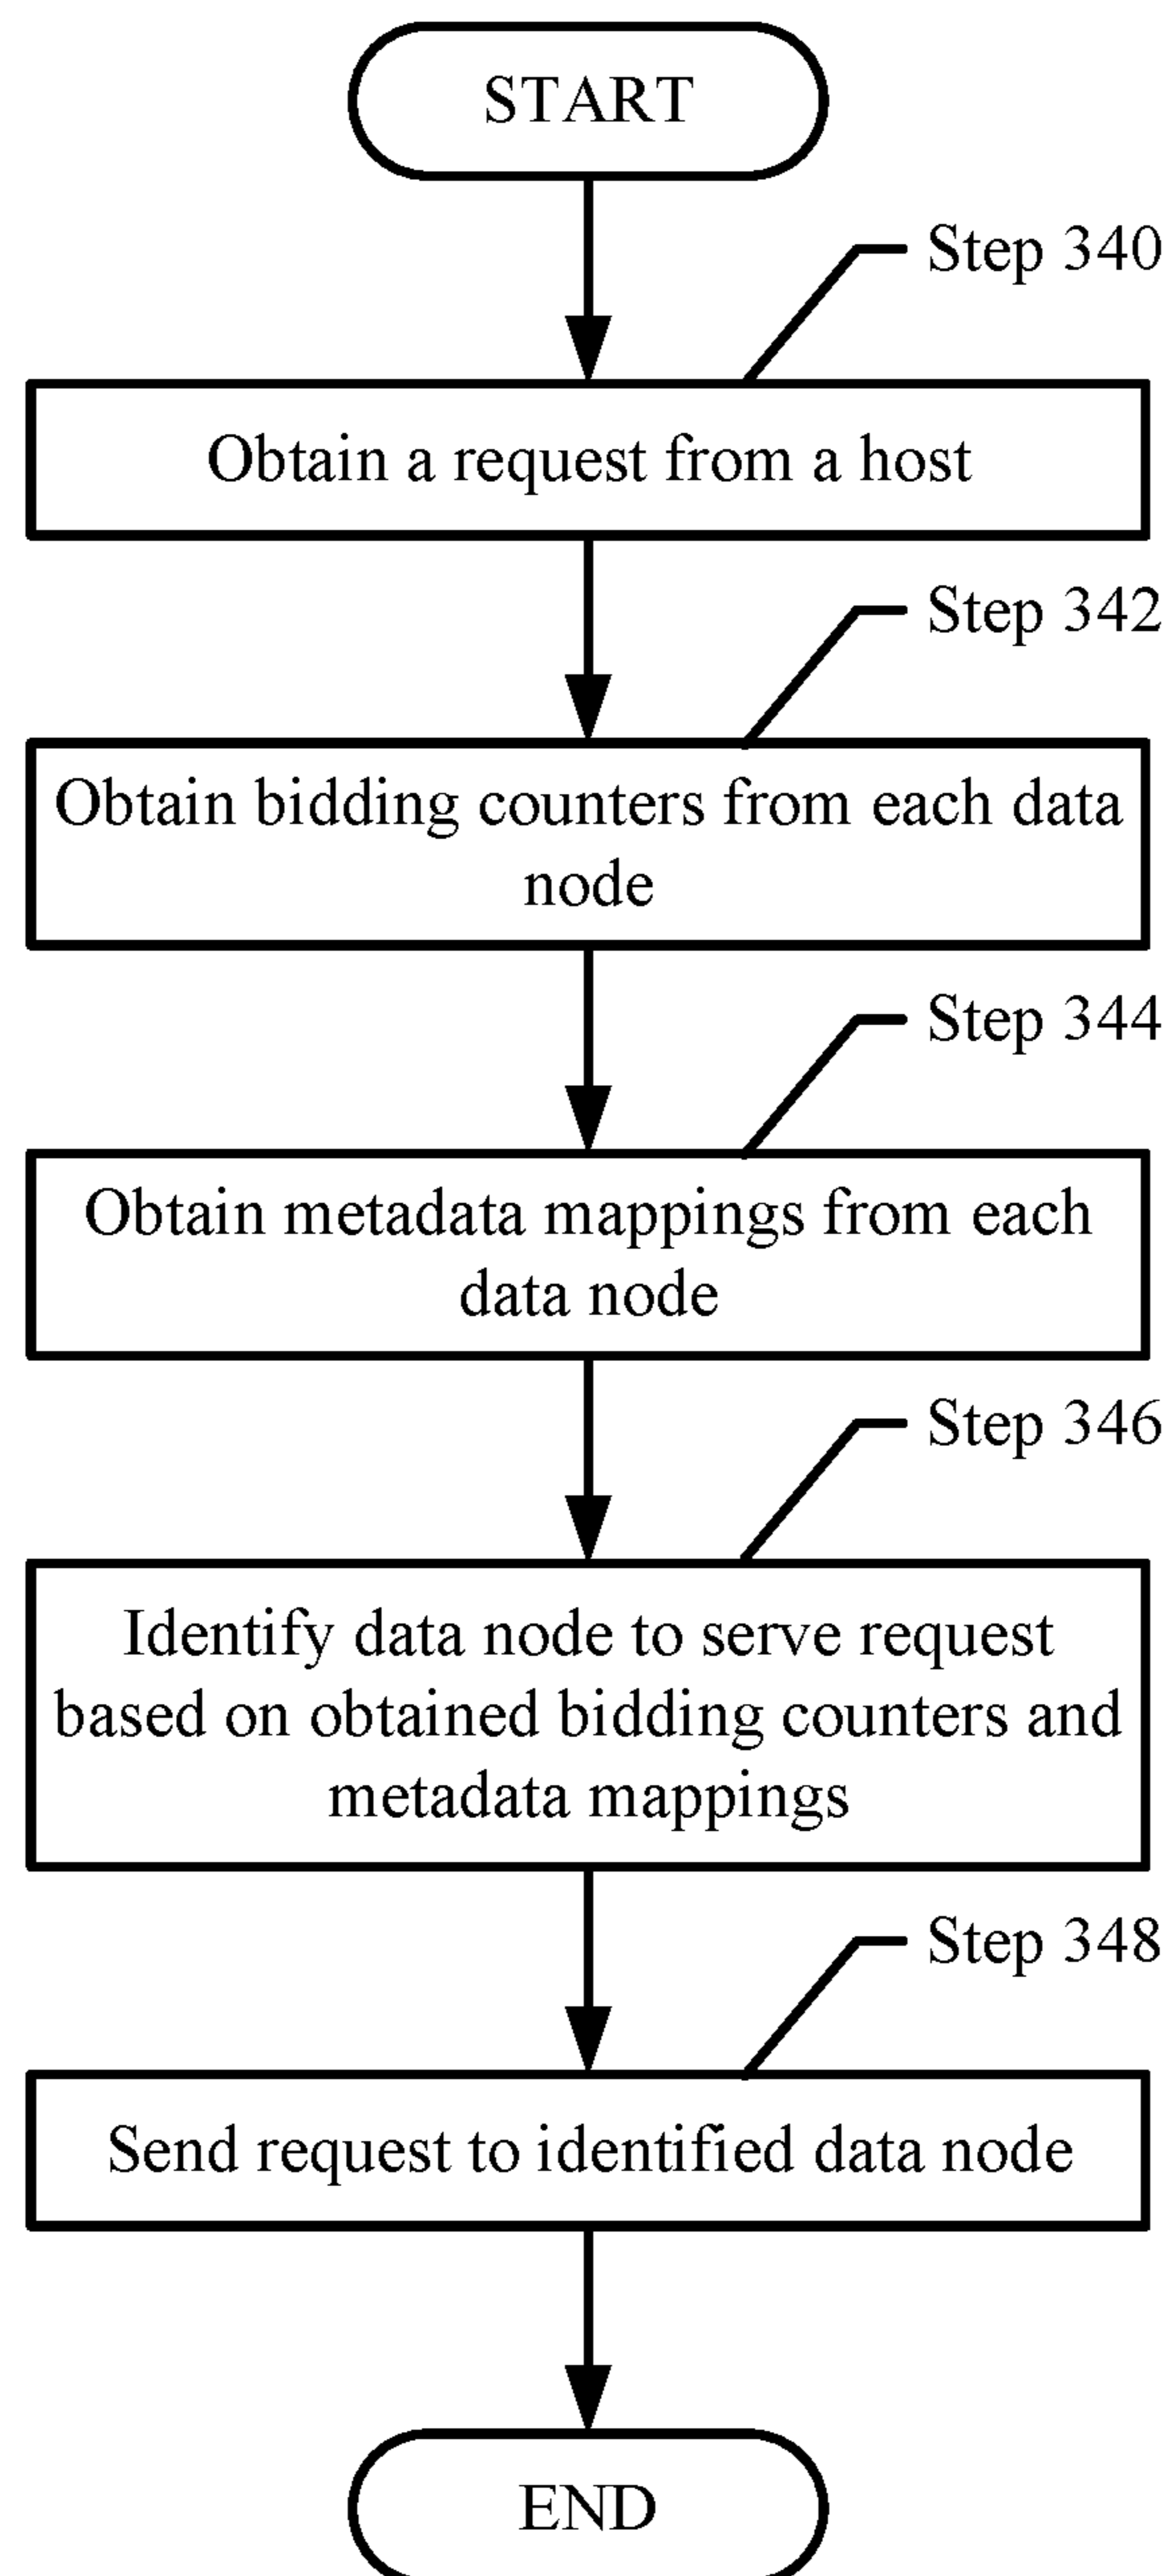 START
Step 340
Obtain a request from a host
Step 342
Obtain bidding counters from each data
node
Step 344
Obtain metadata mappings from each
data node
Step 346
Identify data node to serve request
based on obtained bidding counters and
metadata mappings
Step 348
Send request to identified data node
END